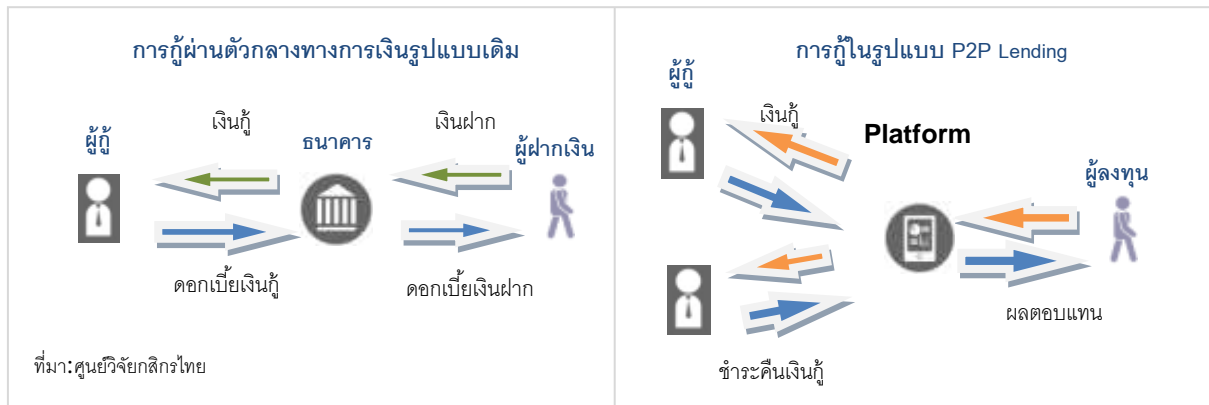 การกู้ผ่านตัวกลางทางการเงินรูปแบบเดิม
เงินกู้
เงินฝาก
ผู้กู้
ธนาคาร
ผู้ฝากเงิน
ดอกเบี้ยเงินกู้
ดอกเบี้ยเงินฝาก
ที่มา:ศูนย์วิจัยกสิกรไทย
การกู้ในรูปแบบ P2P Lending
ผู้กู้
เงินกู้
Platform
ผู้ลงทุน
ผลตอบแทน
ชำระคืนเงินกู้